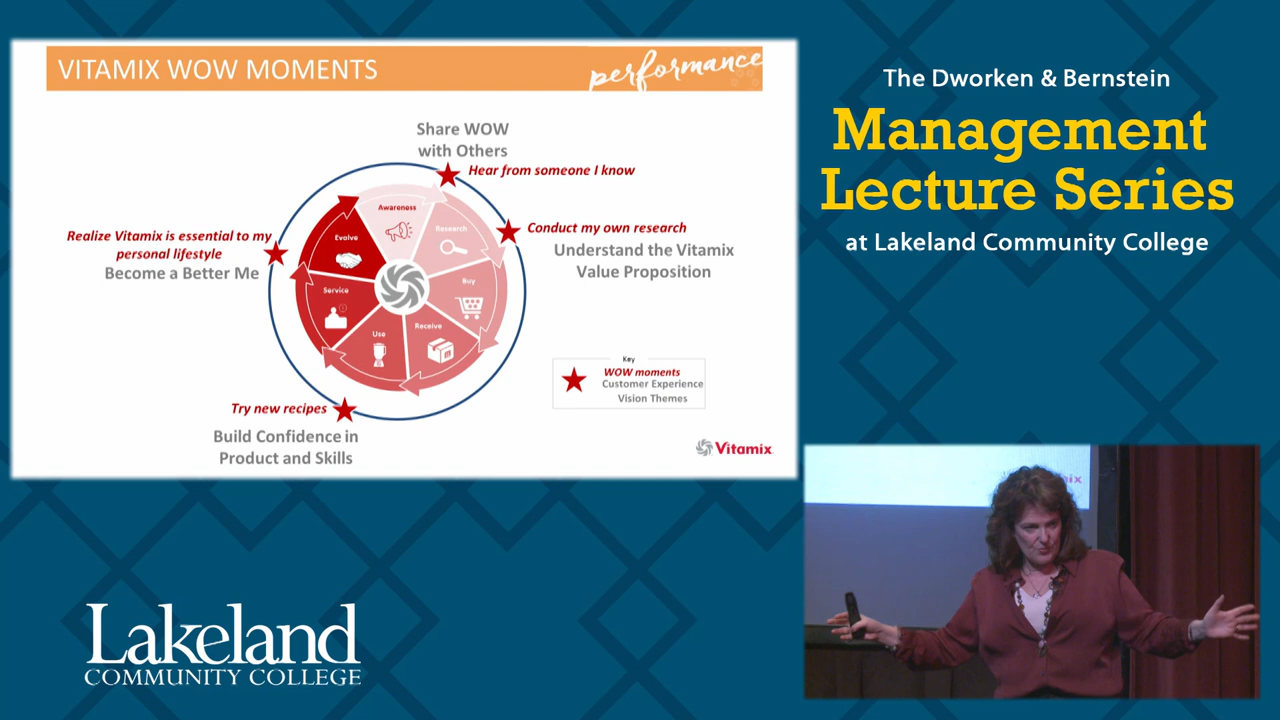 VITAMIX WOW MOMENTS
performance
Share WOW
with Others
Hear from someone I know
Conduct my own research
Understand the Vitamix
Value Proposition
Realize Vitamix is essential to my
personal lifestyle
Become a Better Me
Awareness
Research
Buy
Receive
Use
Service
Evolve
Key
WOW moments
Customer Experience
Vision Themes
Try new recipes
Build Confidence in
Product and Skills
Vitamix
The Dworken & Bernstein
Management
Lecture Series
at Lakeland Community College
Lakeland
COMMUNITY COLLEGE